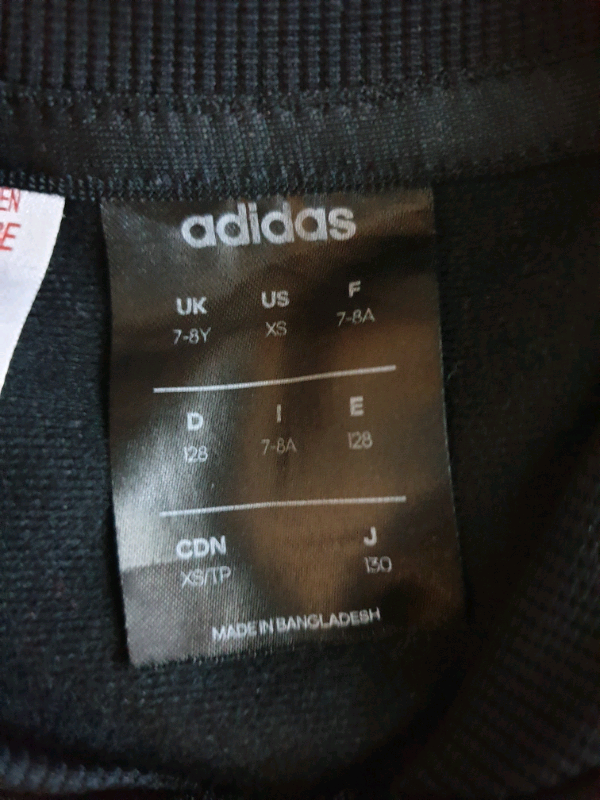 adidas
UK US F
7-8Y XS 7-8A
D I E
128 7-8A 128
CDN J
XS/TP 130
MADE IN BANGLADESH